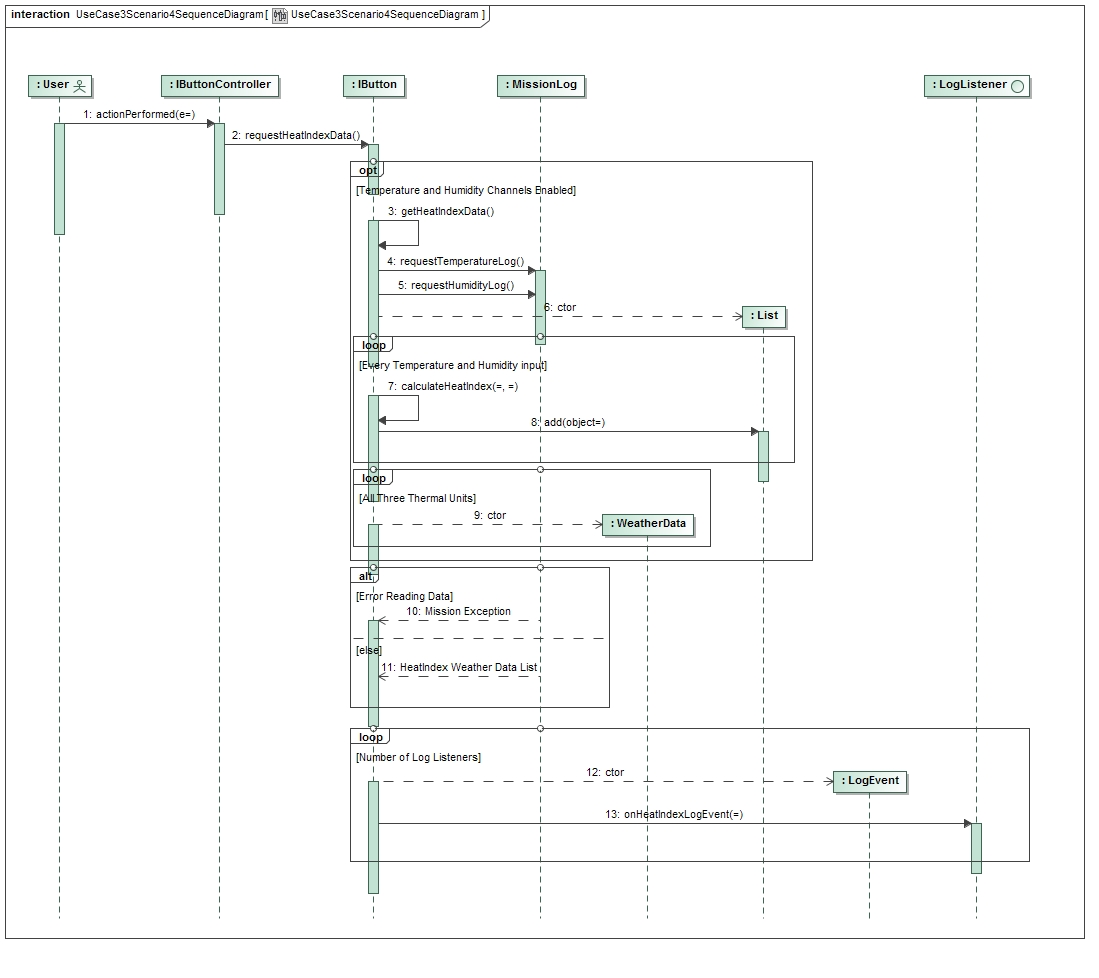 interaction UseCase3Scenario4SequenceDiagram[ UseCase3Scenario4SequenceDiagram ]
: User
: IButtonController
: IButton
: MissionLog
: LogListener
1: actionPerformed(e=)
2: requestHeatIndexData()
opt
[Temperature and Humidity Channels Enabled]
3: getHeatIndexData()
4: requestTemperatureLog()
5: requestHumidityLog()
6: ctor
: List
loop
[Every Temperature and Humidity input]
7: calculateHeatIndex(=, =)
8: add(object=)
loop
[All Three Thermal Units]
9: ctor
: WeatherData
alt
[Error Reading Data]
10: Mission Exception
[else]
11: HeatIndex Weather Data List
loop
[Number of Log Listeners]
12: ctor
: LogEvent
13: onHeatIndexLogEvent(=)